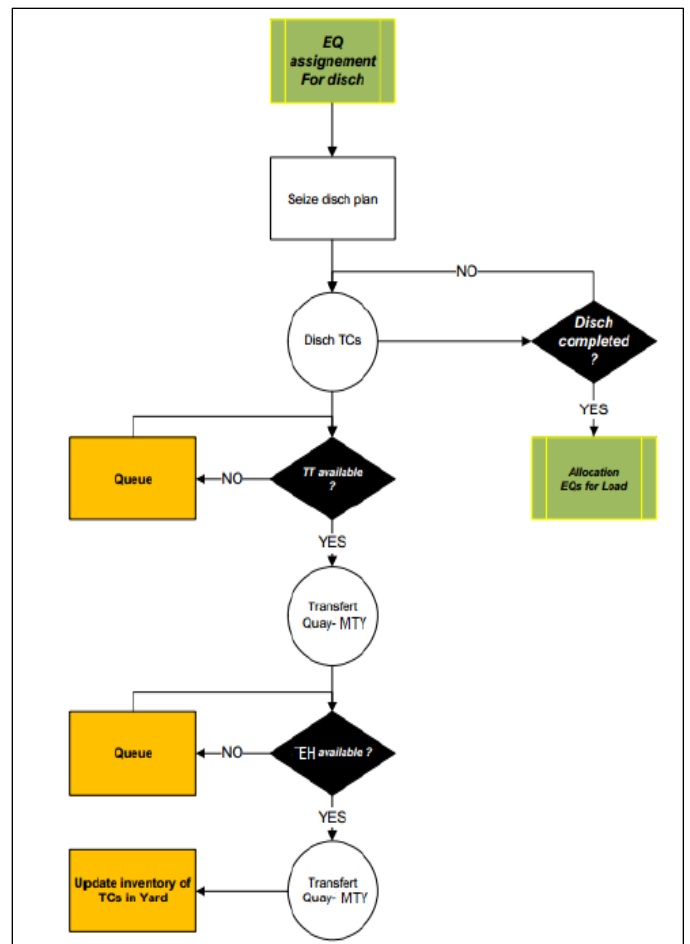 EQ
assignement
For disch
Seize disch plan
NO
Disch TCs
Disch
completed
?
YES
Queue
NO
TT available
?
Allocation
EQs for Load
YES
Transfert
Quay- MTY
Queue
NO
EH available ?
YES
Update inventory of
TCs in Yard
Transfert
Quay- MTY